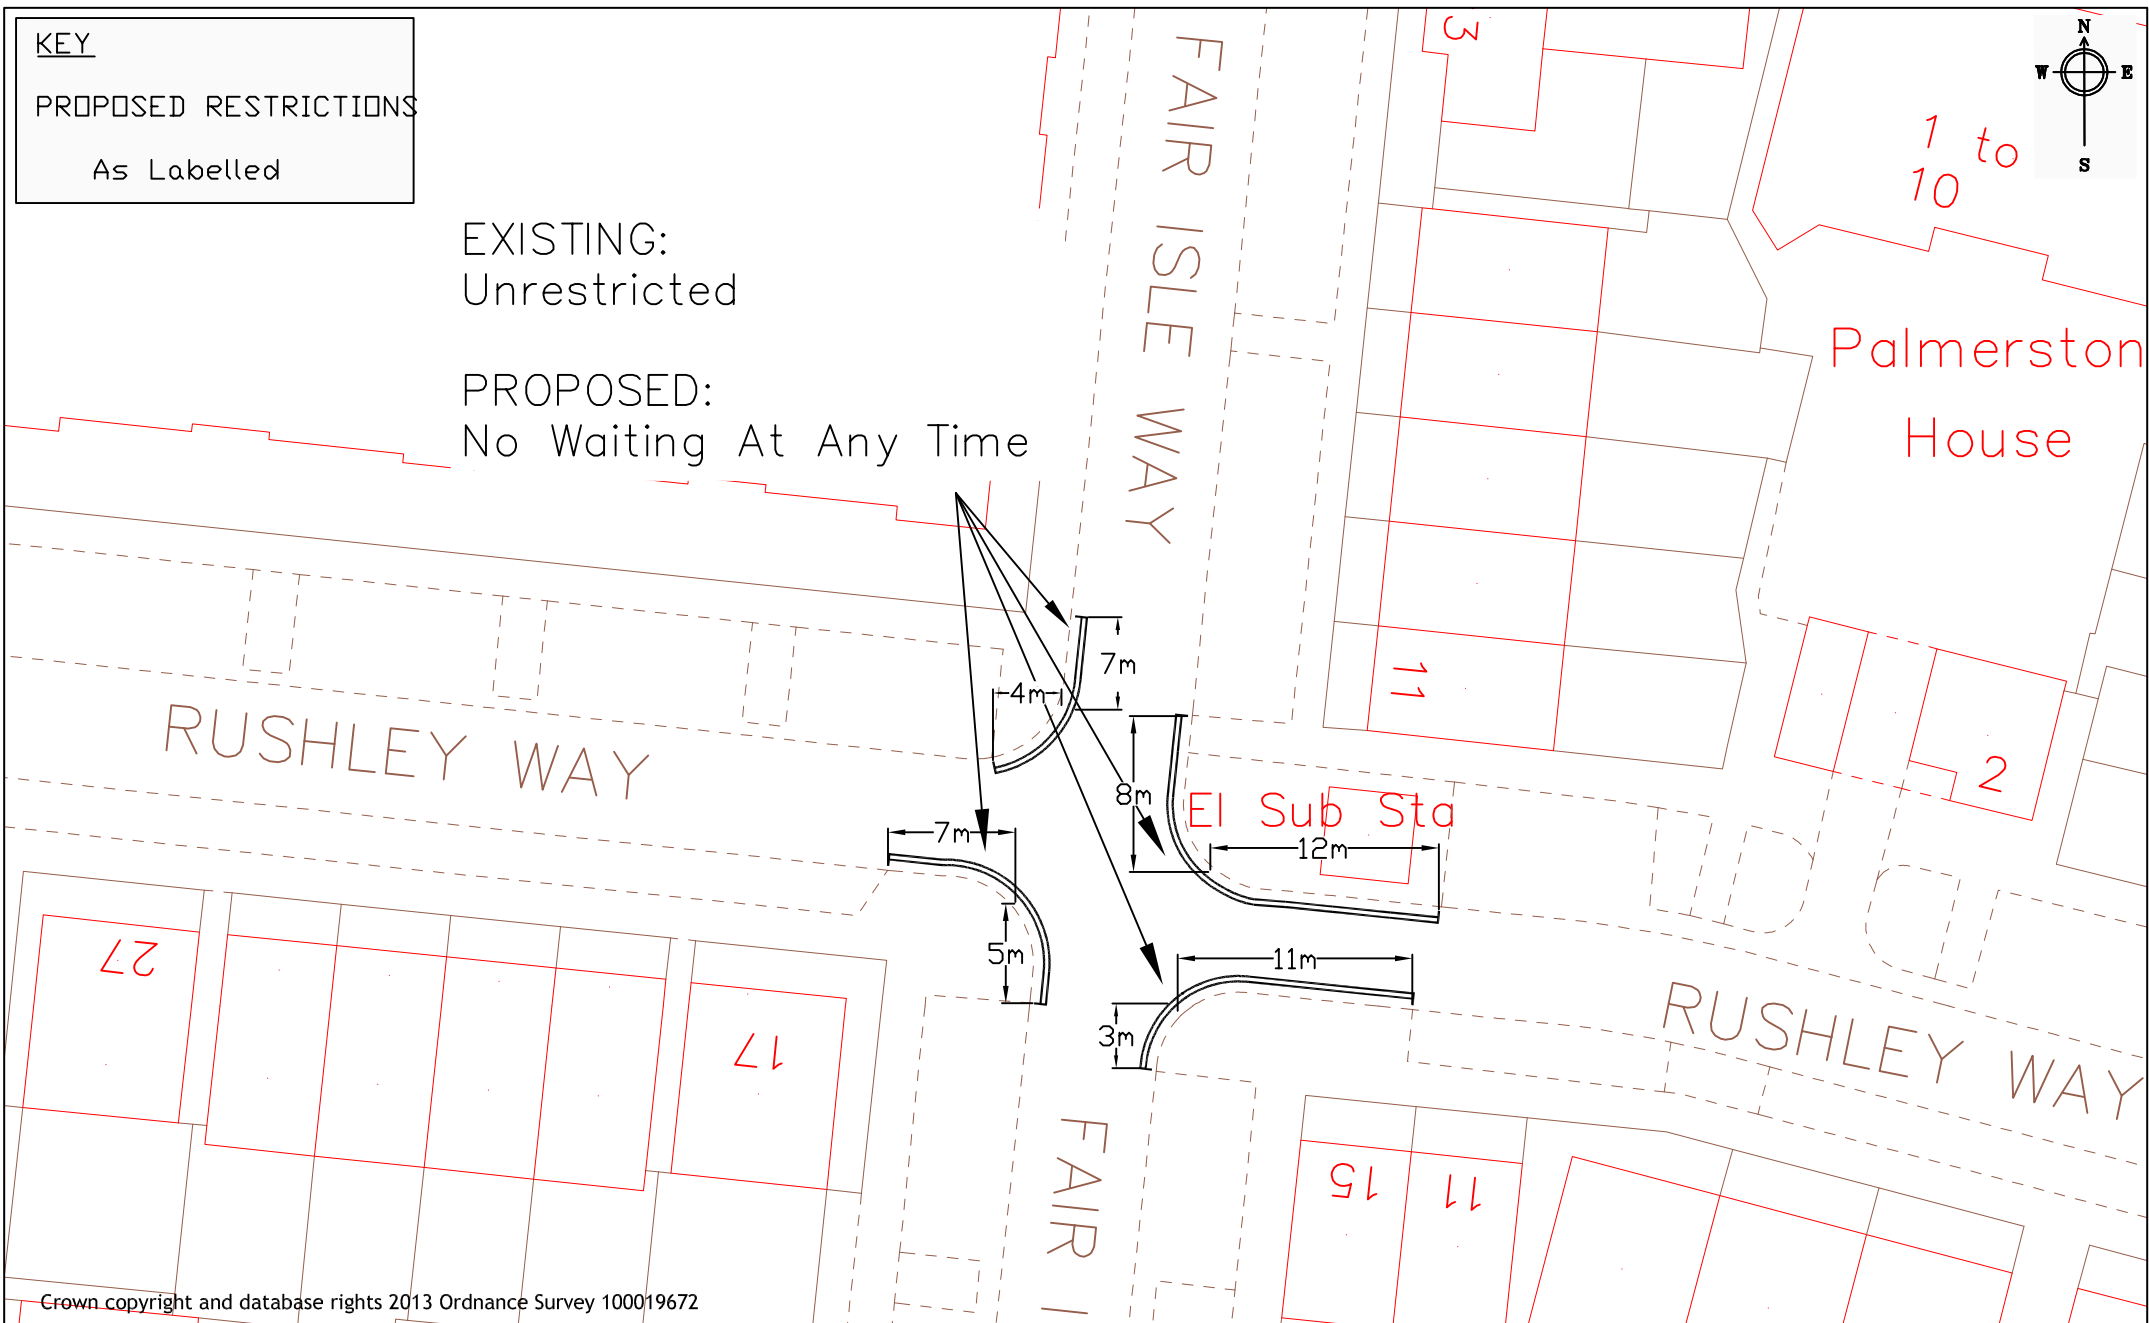 KEY
PROPOSED RESTRICTIONS
As Labelled
N
W E
S
EXISTING:
Unrestricted
PROPOSED:
No Waiting At Any Time
FAIR ISLE WAY
3
1 to
10
Palmerston
House
11
2
7m
4m
8m
El Sub Sta
12m
RUSHLEY WAY
7m
5m
11m
3m
RUSHLEY WAY
27
17
15
11
FAIR I
Crown copyright and database rights 2013 Ordnance Survey 100019672